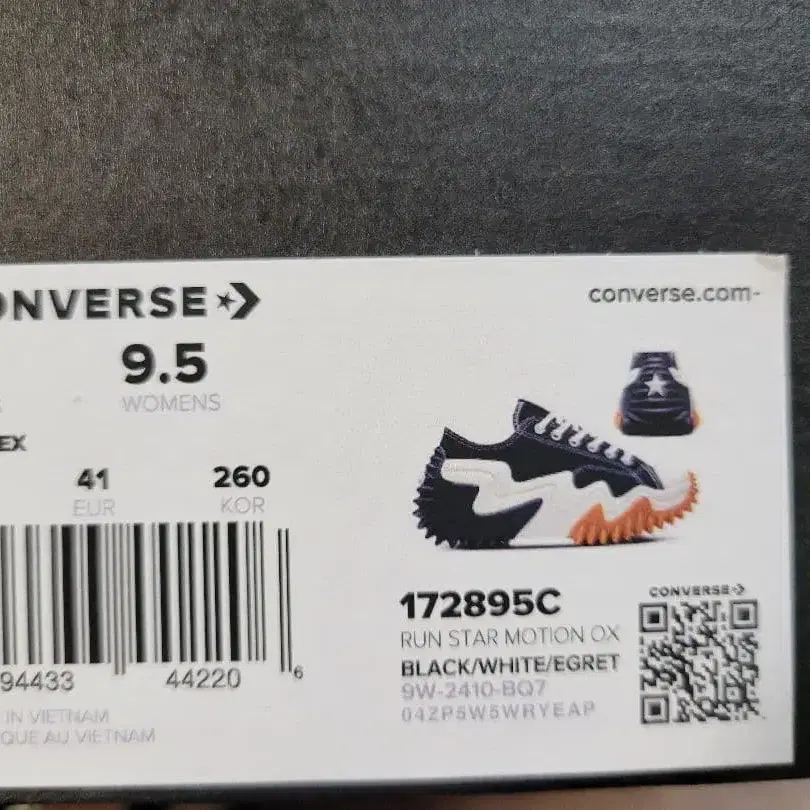 ONVERSE
converse.com-
9.5
WOMENS
EX
41 260
EUR KOR
94433 44220 6
IN VIETNAM
QUE AU VIETNAM
172895C
RUN STAR MOTION OX
BLACK/WHITE/EGRET
9W-2410-BQ7
04ZP5W5WRYEAP
CONVERSE